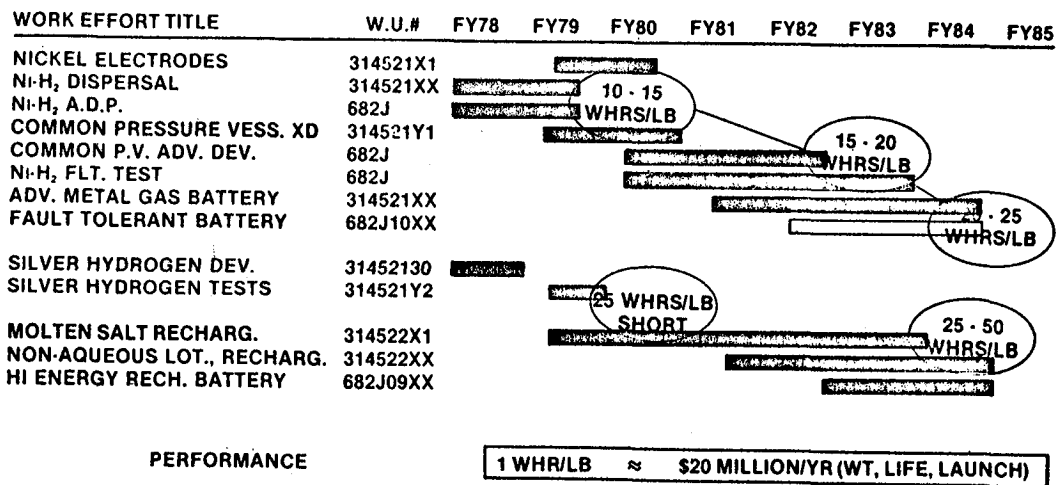 WORK EFFORT TITLE W.U.# FY78 FY79 FY80 FY81 FY82 FY83 FY84 FY85
NICKEL ELECTRODES 314521X1
Ni-H₂ DISPERSAL 314521XX
Ni-H₂ A.D.P. 682J
COMMON PRESSURE VESS. XD 314521Y1
COMMON P.V. ADV. DEV. 682J
Ni-H₂ FLT. TEST 682J
ADV. METAL GAS BATTERY 314521XX
FAULT TOLERANT BATTERY 682J10XX
10 - 15
WHRS/LB
15 - 20
WHRS/LB
20 - 25
WHRS/LB
SILVER HYDROGEN DEV. 31452130
SILVER HYDROGEN TESTS 314521Y2
25 WHRS/LB
SHORT
MOLTEN SALT RECHARG. 314522X1
NON-AQUEOUS LOT., RECHARG. 314522XX
HI ENERGY RECH. BATTERY 682J09XX
25 - 50
WHRS/LB
PERFORMANCE
1 WHR/LB ≈ $20 MILLION/YR (WT, LIFE, LAUNCH)